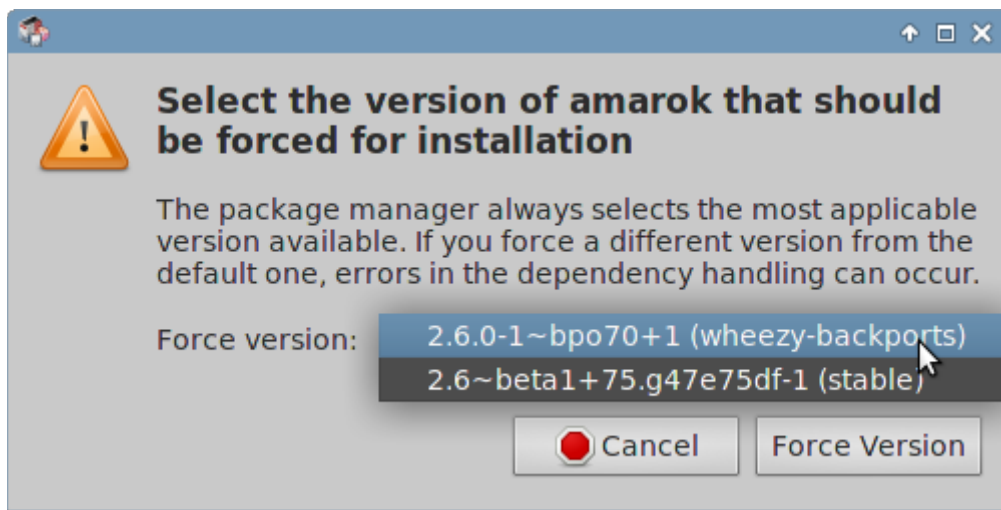 Select the version of amarok that should
be forced for installation
The package manager always selects the most applicable
version available. If you force a different version from the
default one, errors in the dependency handling can occur.
Force version:
2.6.0-1~bpo70+1 (wheezy-backports)
2.6~beta1+75.g47e75df-1 (stable)
Cancel
Force Version